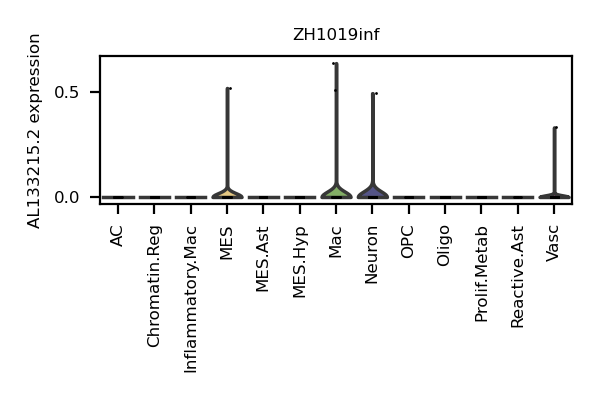 ZH1019inf
AL133215.2 expression
0.5
0.0
AC
Chromatin.Reg
Inflammatory.Mac
MES
MES.Ast
MES.Hyp
Mac
Neuron
OPC
Oligo
Prolif.Metab
Reactive.Ast
Vasc